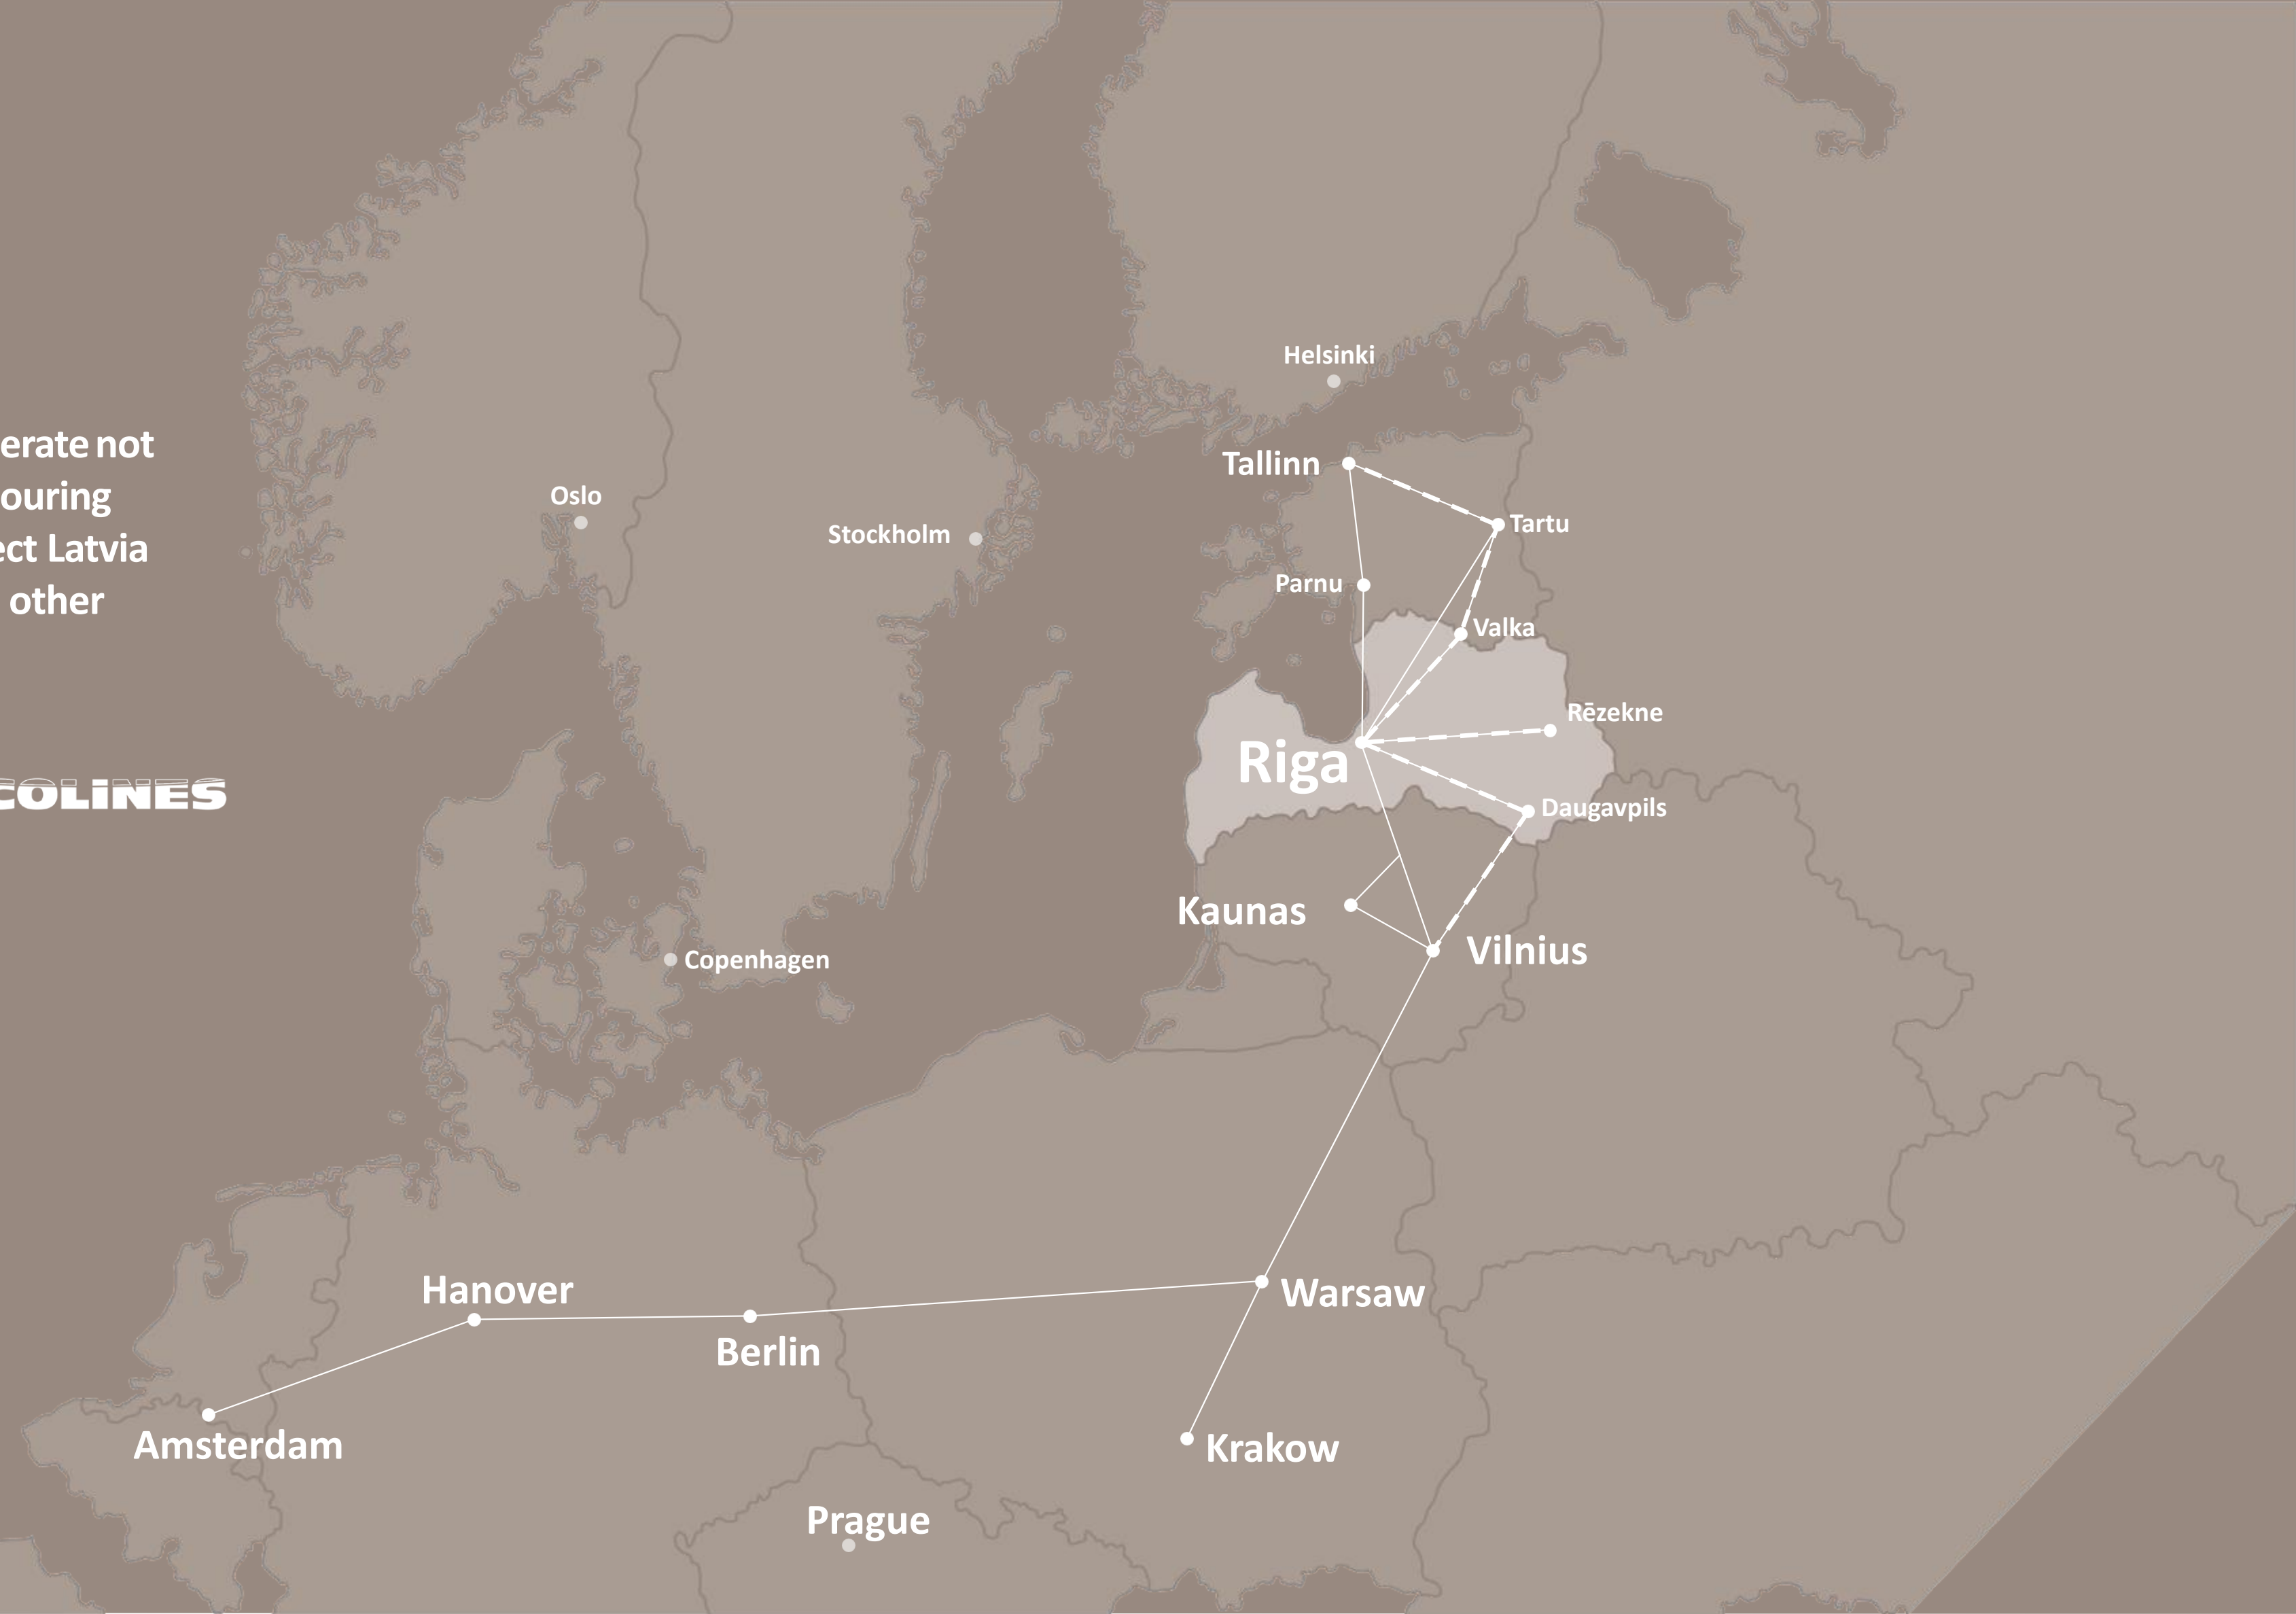 erate not
ouring
ect Latvia
other
COLINES
Helsinki
Tallinn
Oslo
Tartu
Stockholm
Parnu
Valka
Rēzekne
Riga
Daugavpils
Kaunas
Vilnius
Copenhagen
Hanover
Warsaw
Berlin
Amsterdam
Krakow
Prague